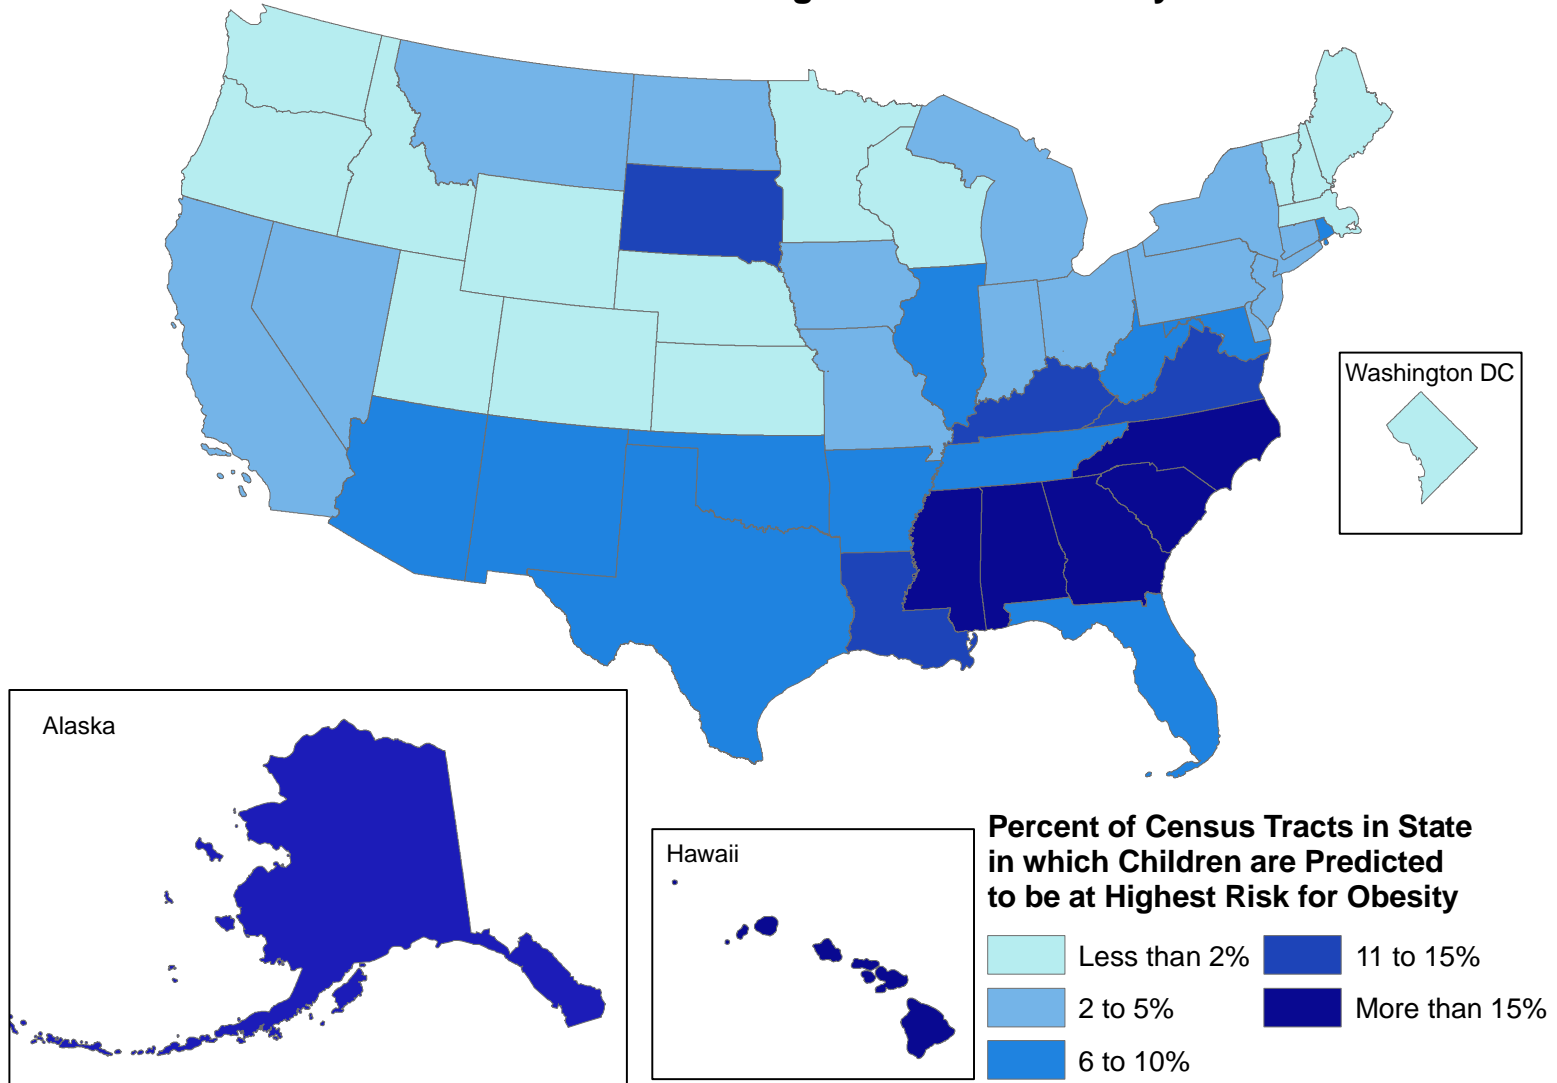 Washington DC
Alaska
Hawaii
Percent of Census Tracts in State
in which Children are Predicted
to be at Highest Risk for Obesity
Less than 2%
2 to 5%
6 to 10%
11 to 15%
More than 15%